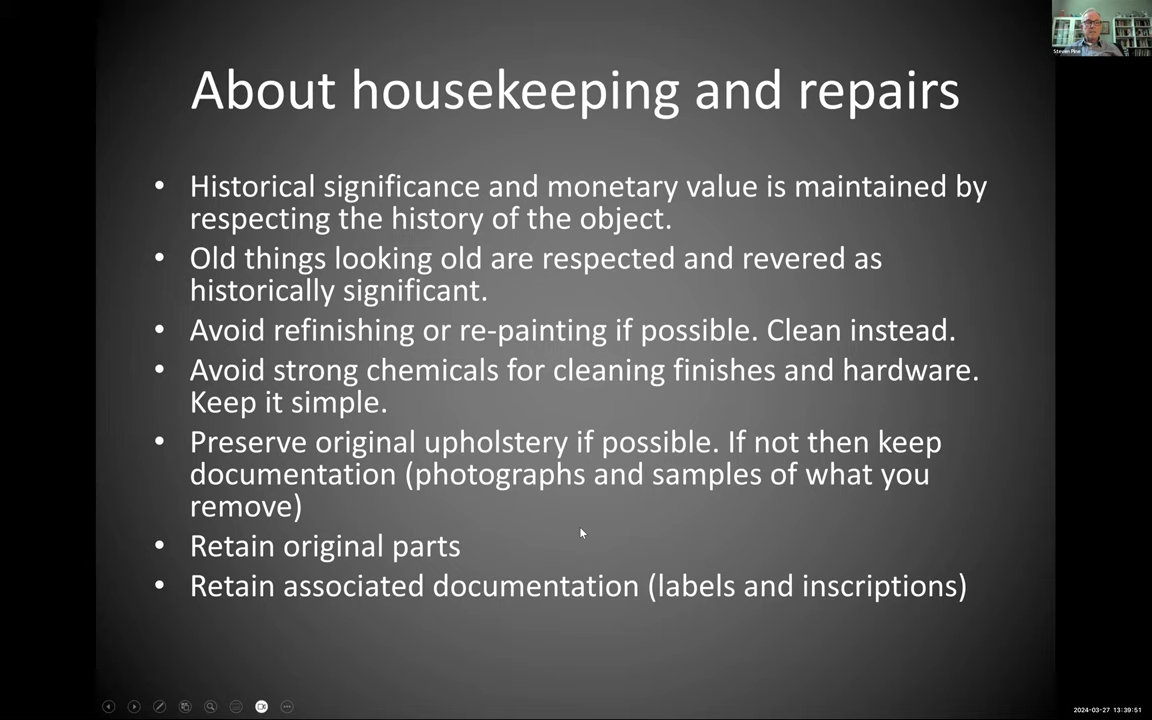 About housekeeping and repairs
• Historical significance and monetary value is maintained by
respecting the history of the object.
• Old things looking old are respected and revered as
historically significant.
• Avoid refinishing or re-painting if possible. Clean instead.
• Avoid strong chemicals for cleaning finishes and hardware.
Keep it simple.
• Preserve original upholstery if possible. If not then keep
documentation (photographs and samples of what you
remove)
• Retain original parts
• Retain associated documentation (labels and inscriptions)
Steven Pine
2024-03-27 13:39:51